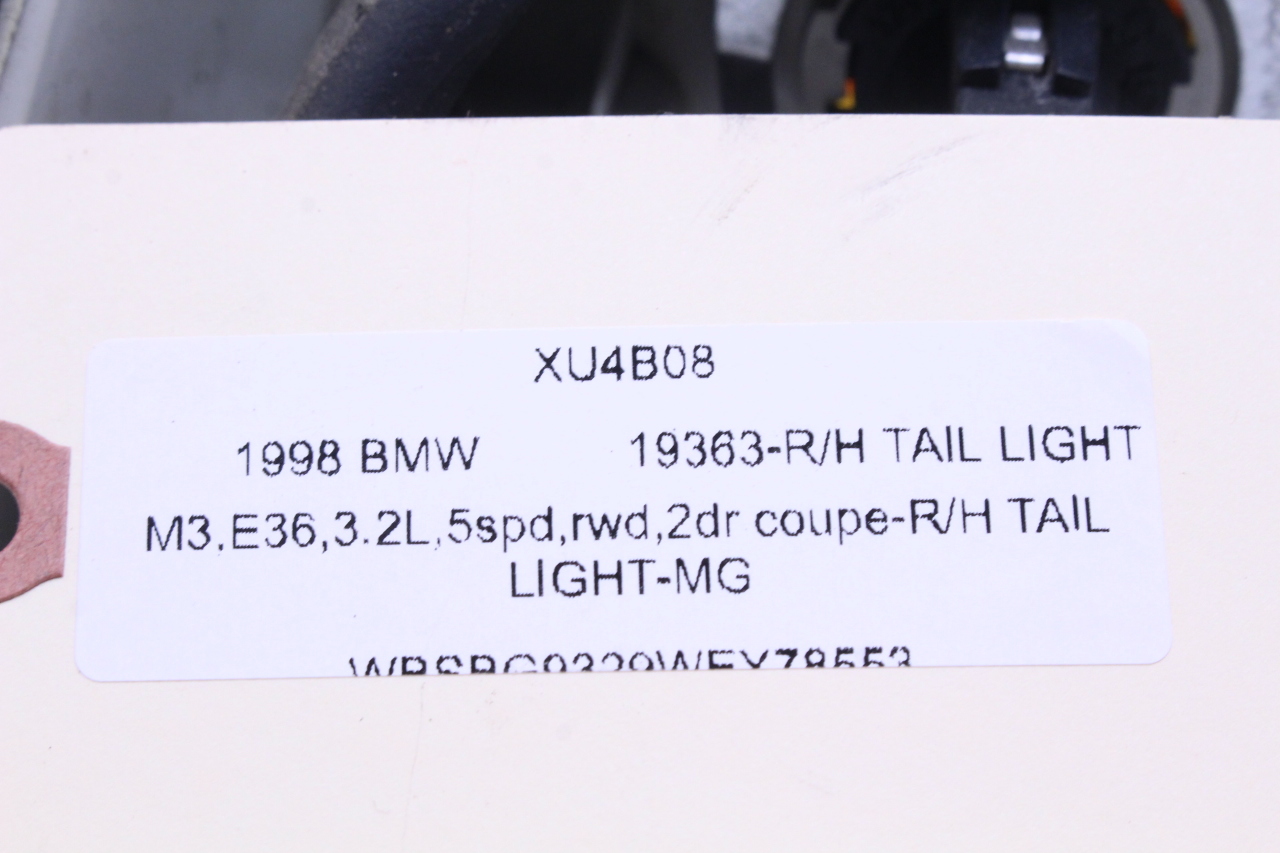 XU4B08
1998 BMW 19363-R/H TAIL LIGHT
M3,E36,3.2L,5spd,rwd,2dr coupe-R/H TAIL
LIGHT-MG